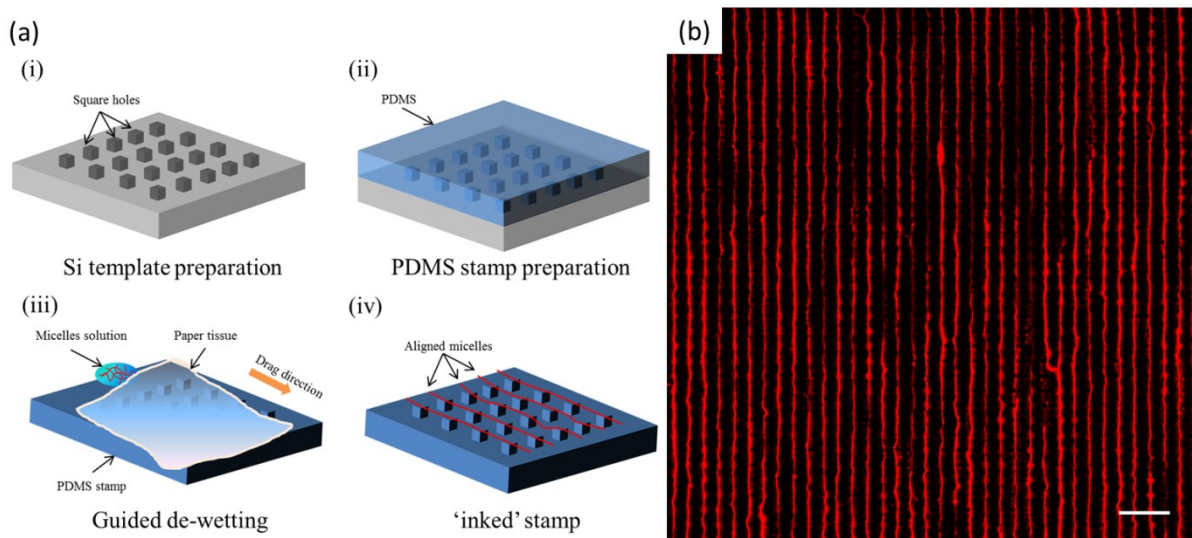 (a)
(i)
Square holes
Si template preparation
(ii)
PDMS
PDMS stamp preparation
(iii)
Micelles solution
Paper tissue
Drag direction
PDMS stamp
Guided de-wetting
(iv)
Aligned micelles
‘inked’ stamp
(b)